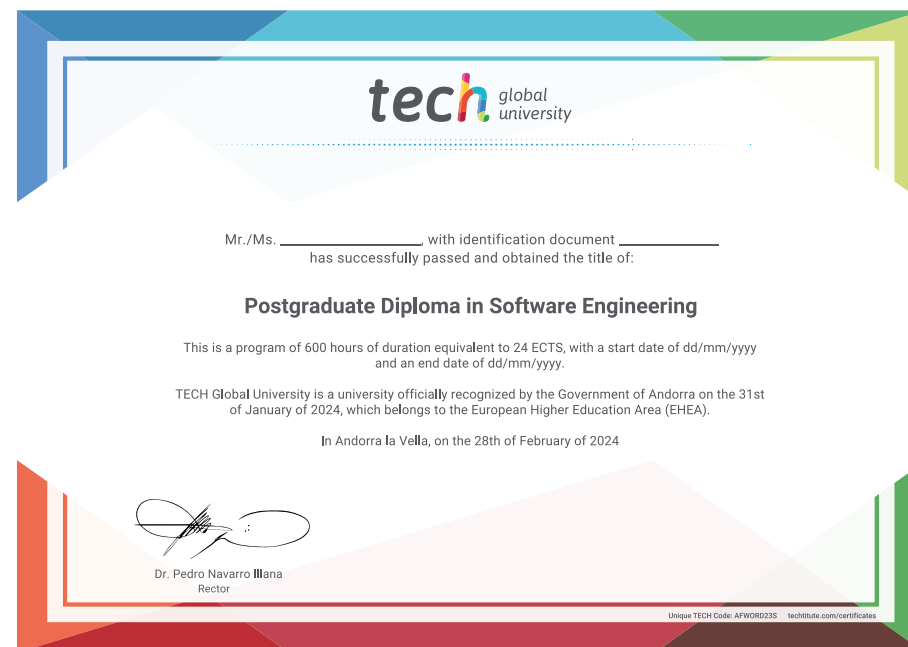 tech global university
Mr./Ms. ____________________, with identification document ______________
has successfully passed and obtained the title of:
Postgraduate Diploma in Software Engineering
This is a program of 600 hours of duration equivalent to 24 ECTS, with a start date of dd/mm/yyyy
and an end date of dd/mm/yyyy.
TECH Global University is a university officially recognized by the Government of Andorra on the 31st
of January of 2024, which belongs to the European Higher Education Area (EHEA).
In Andorra la Vella, on the 28th of February of 2024
Dr. Pedro Navarro Illana
Rector
Unique TECH Code: AFWORD23S techtitute.com/certificates